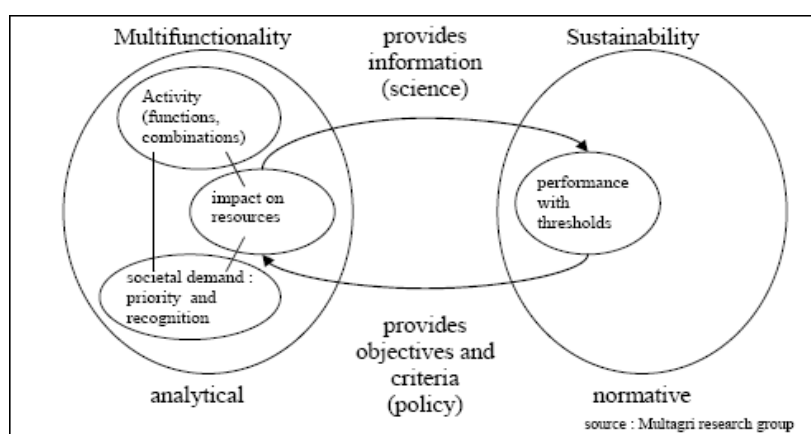 Multifunctionality
provides
information
(science)
Sustainability
Activity
(functions,
combinations)
impact on
resources
societal demand :
priority and
recognition
performance
with
thresholds
provides
objectives and
criteria
(policy)
analytical
normative
source : Multagri research group